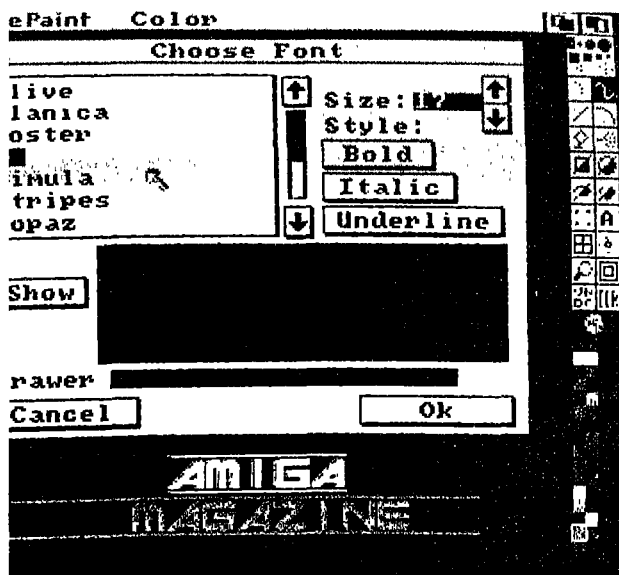 ePaint Color
Choose Font
live
lanica
oster
imula
tripes
opaz
Size:
Style:
Bold
Italic
Underline
Show
rawer
Cancel
Ok
AMIGA
MAGAZINE